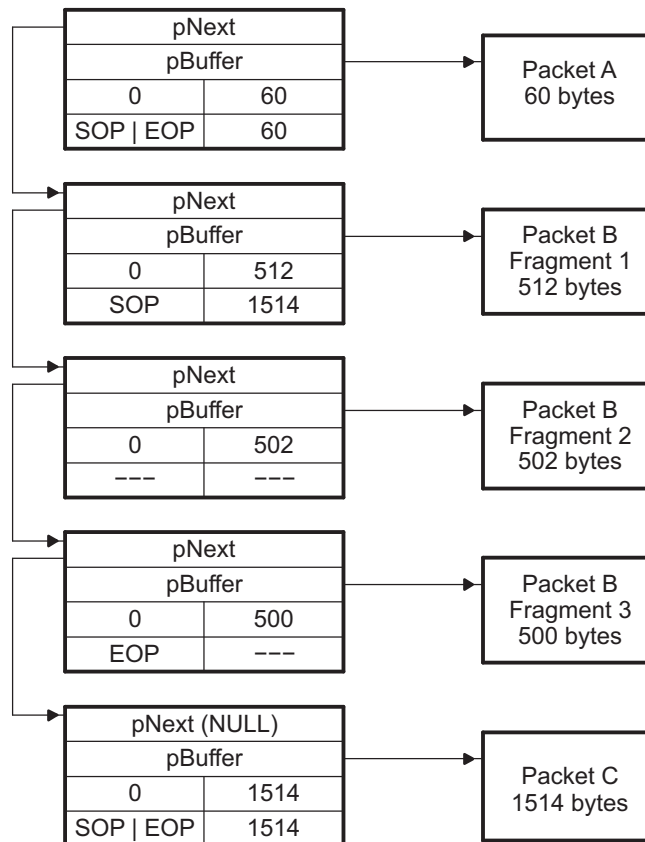 pNext
pBuffer
0 60
SOP | EOP 60
Packet A
60 bytes
pNext
pBuffer
0 512
SOP 1514
Packet B
Fragment 1
512 bytes
pNext
pBuffer
0 502
––– –––
Packet B
Fragment 2
502 bytes
pNext
pBuffer
0 500
EOP –––
Packet B
Fragment 3
500 bytes
pNext (NULL)
pBuffer
0 1514
SOP | EOP 1514
Packet C
1514 bytes